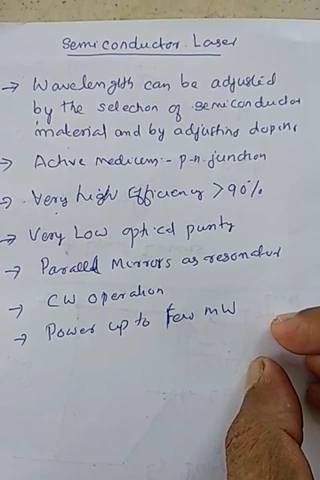 Semiconductor Laser
→ Wavelength can be adjusted
by the selection of semiconductor
material and by adjusting doping
→ Active medium:- p-n junction
→ Very high Efficiency > 90%
→ Very Low optical purity
→ Parallel Mirrors as resonator
→ CW operation
→ Power up to Few mW